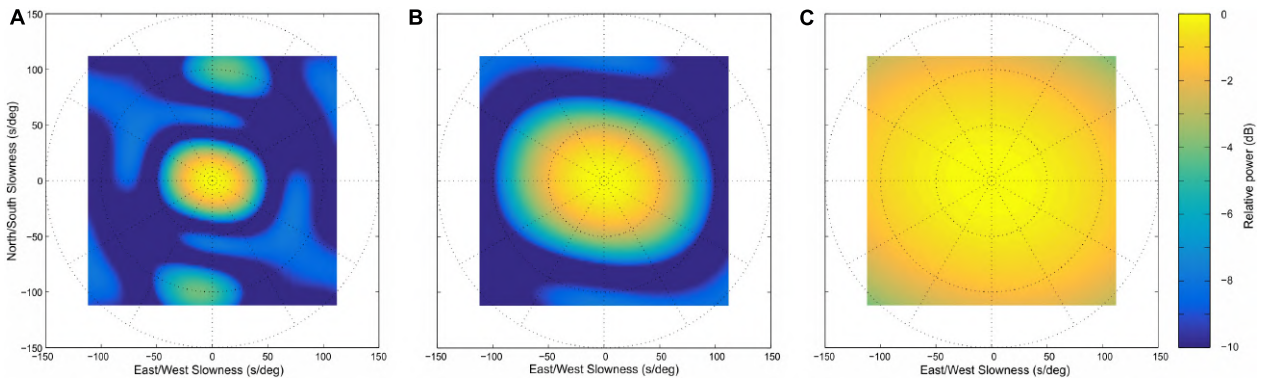 A
150
100
50
0
−50
−100
−150
North/South Slowness (s/deg)
−150 −100 −50 0 50 100 150
East/West Slowness (s/deg)
B
−150 −100 −50 0 50 100 150
East/West Slowness (s/deg)
C
−150 −100 −50 0 50 100 150
East/West Slowness (s/deg)
0
−2
−4
−6
−8
−10
Relative power (dB)